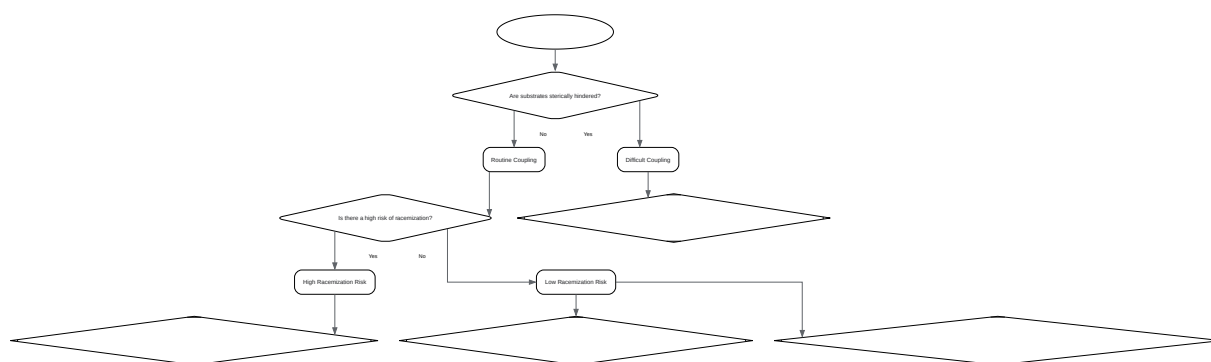 Are substrates sterically hindered?
No
Yes
Routine Coupling
Difficult Coupling
Is there a high risk of racemization?
Yes
No
High Racemization Risk
Low Racemization Risk